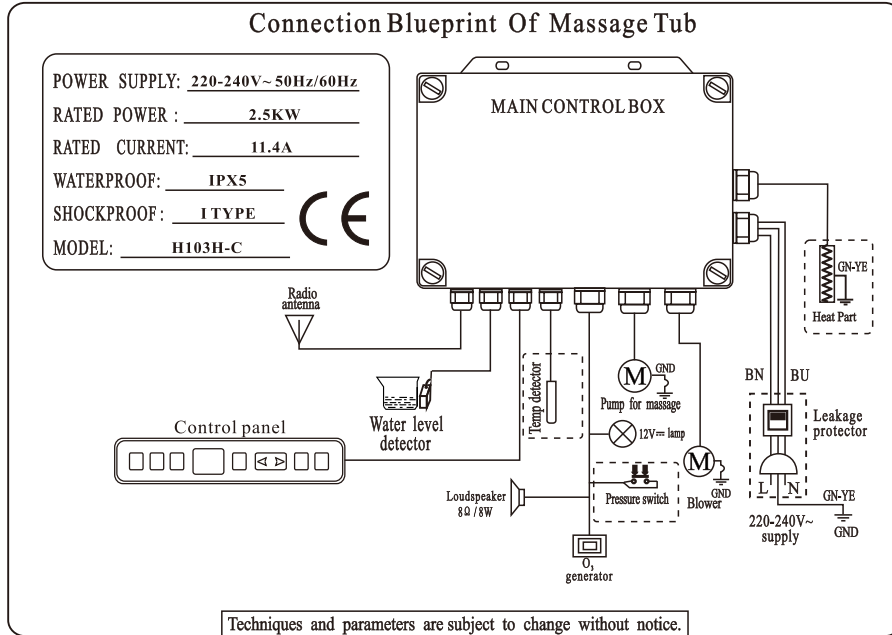 Connection Blueprint Of Massage Tub
POWER SUPPLY: 220-240V~ 50Hz/60Hz
RATED POWER : 2.5KW
RATED CURRENT: 11.4A
WATERPROOF: IPX5
SHOCKPROOF: I TYPE
MODEL: H103H-C
CE
MAIN CONTROL BOX
GN-YE
Heat Part
Radio
antenna
Water level
detector
Control panel
Temp detector
M
GND
Pump for massage
12V⎓ lamp
M
GND
Blower
Loudspeaker
8Ω/8W
Pressure switch
O3
generator
BN
BU
Leakage
protector
L
N
GN-YE
GND
220-240V~
supply
Techniques and parameters are subject to change without notice.